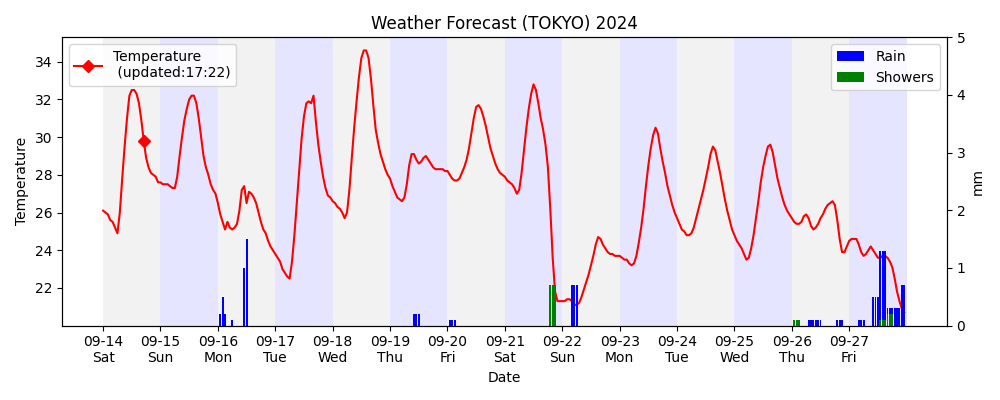 Weather Forecast (TOKYO) 2024
Temperature
(updated:17:22)
Rain
Showers
Temperature
34
32
30
28
26
24
22
5
4
3
2
1
0
mm
09-14 09-15 09-16 09-17 09-18 09-19 09-20 09-21 09-22 09-23 09-24 09-25 09-26 09-27
Sat Sun Mon Tue Wed Thu Fri Sat Sun Mon Tue Wed Thu Fri
Date